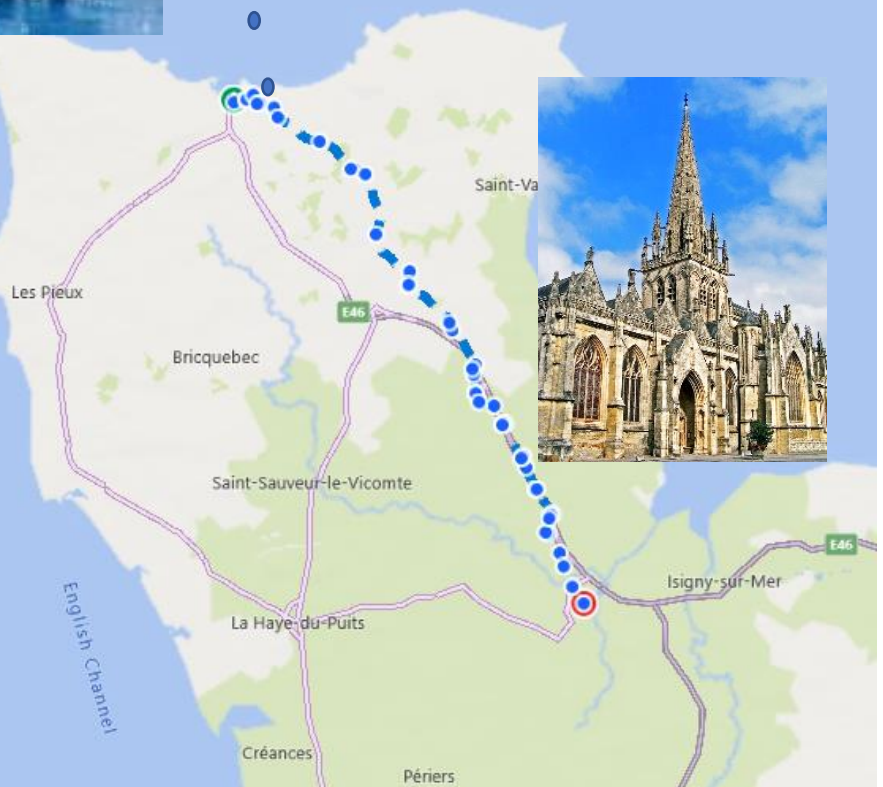 Saint-Va
Les Pieux
E46
Bricquebec
Saint-Sauveur-le-Vicomte
E46
Isigny-sur-Mer
English Channel
La Haye-du-Puits
Créances
Périers